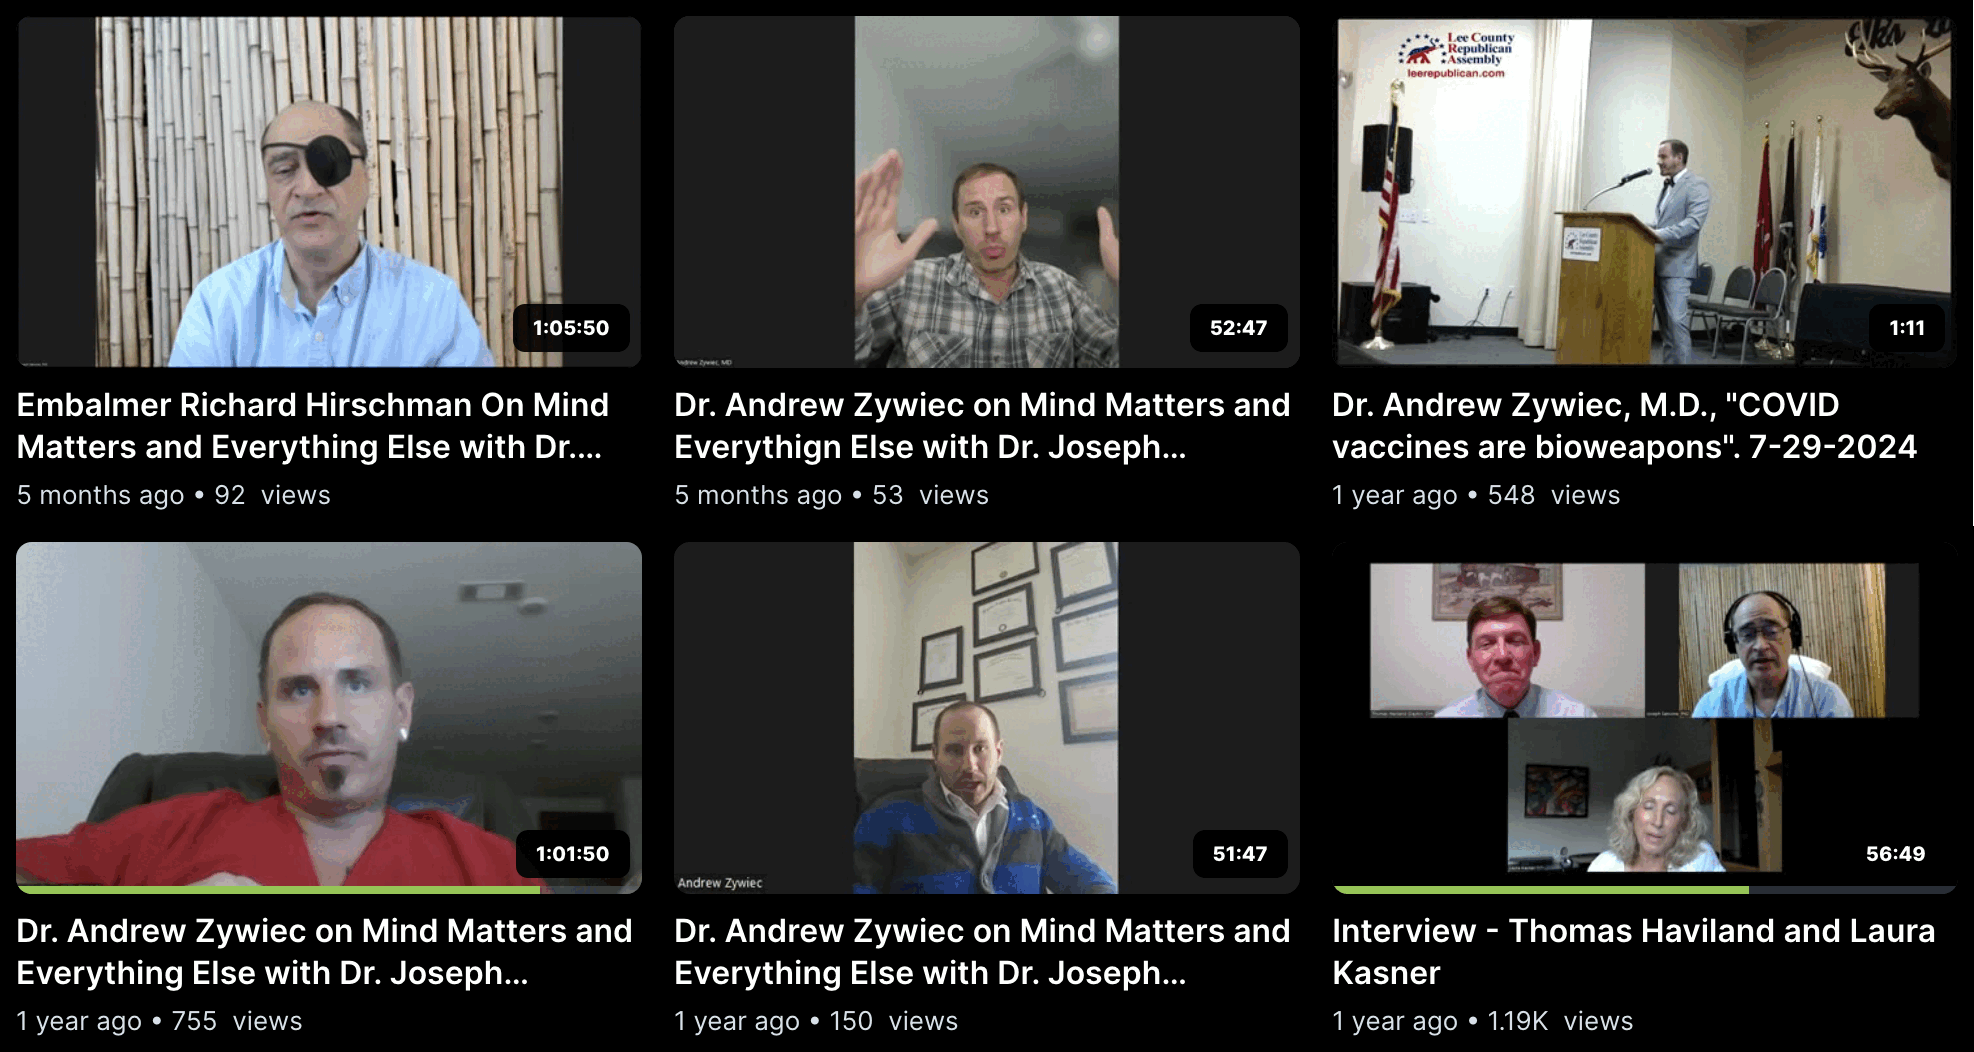 Lee County
Republican
Assembly
leerepublican.com
1:05:50
Andrew Zywiec, MD
52:47
1:11
Embalmer Richard Hirschman On Mind
Matters and Everything Else with Dr....
5 months ago • 92 views
Dr. Andrew Zywiec on Mind Matters and
Everythign Else with Dr. Joseph...
5 months ago • 53 views
Dr. Andrew Zywiec, M.D., "COVID
vaccines are bioweapons". 7-29-2024
1 year ago • 548 views
1:01:50
Andrew Zywiec
51:47
56:49
Dr. Andrew Zywiec on Mind Matters and
Everything Else with Dr. Joseph...
1 year ago • 755 views
Dr. Andrew Zywiec on Mind Matters and
Everything Else with Dr. Joseph...
1 year ago • 150 views
Interview - Thomas Haviland and Laura
Kasner
1 year ago • 1.19K views